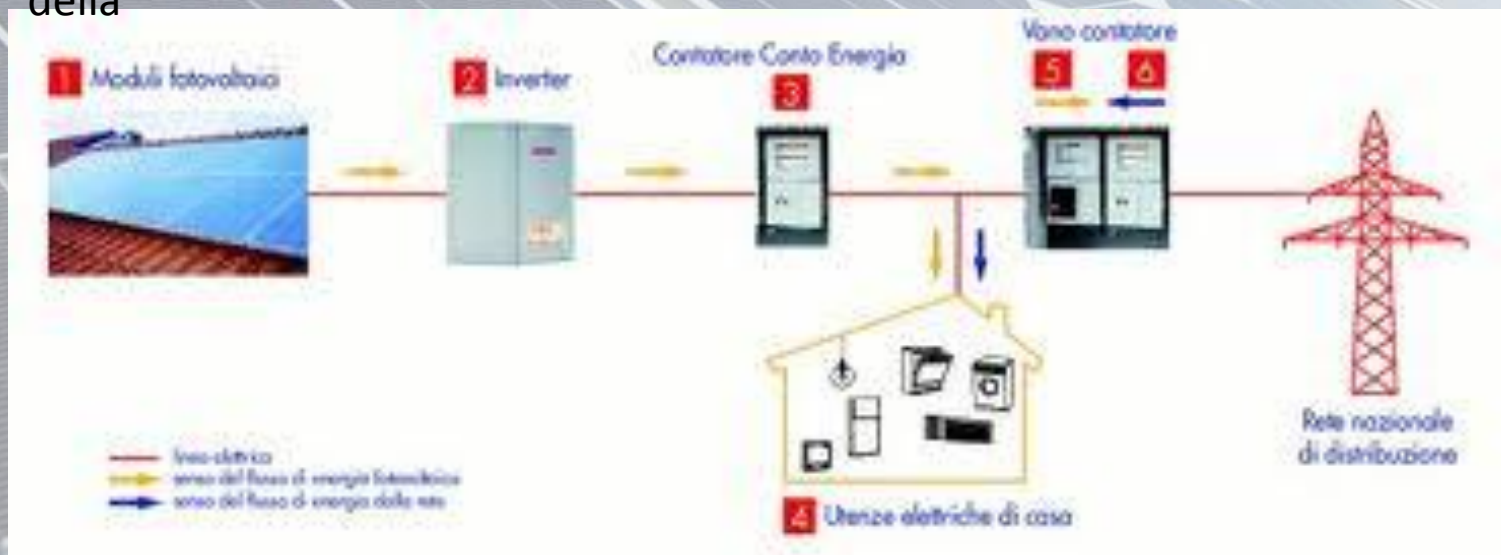 della
1 Moduli fotovoltaici
2 Inverter
Contatore Conto Energia
3
Vano contatore
5 6
4 Utenze elettriche di casa
Rete nazionale
di distribuzione
linea elettrica
senso del flusso di energia fotovoltaica
senso del flusso di energia dalla rete